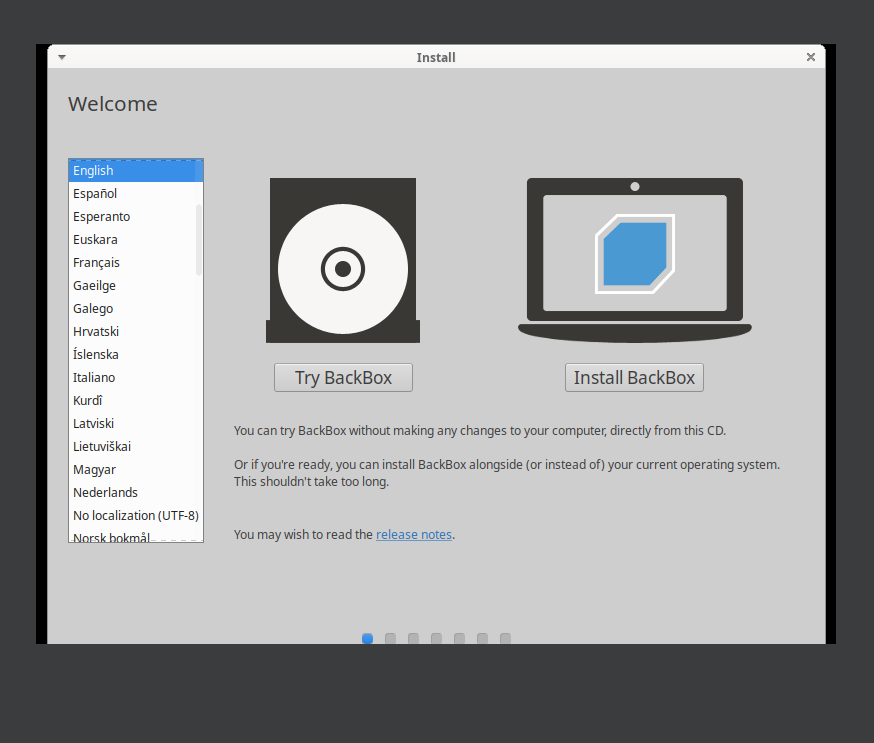 Install
Welcome
English
Español
Esperanto
Euskara
Français
Gaeilge
Galego
Hrvatski
Íslenska
Italiano
Kurdî
Latviski
Lietuviškai
Magyar
Nederlands
No localization (UTF-8)
Norsk bokmål
Try BackBox
Install BackBox
You can try BackBox without making any changes to your computer, directly from this CD.
Or if you're ready, you can install BackBox alongside (or instead of) your current operating system.
This shouldn't take too long.
You may wish to read the release notes.